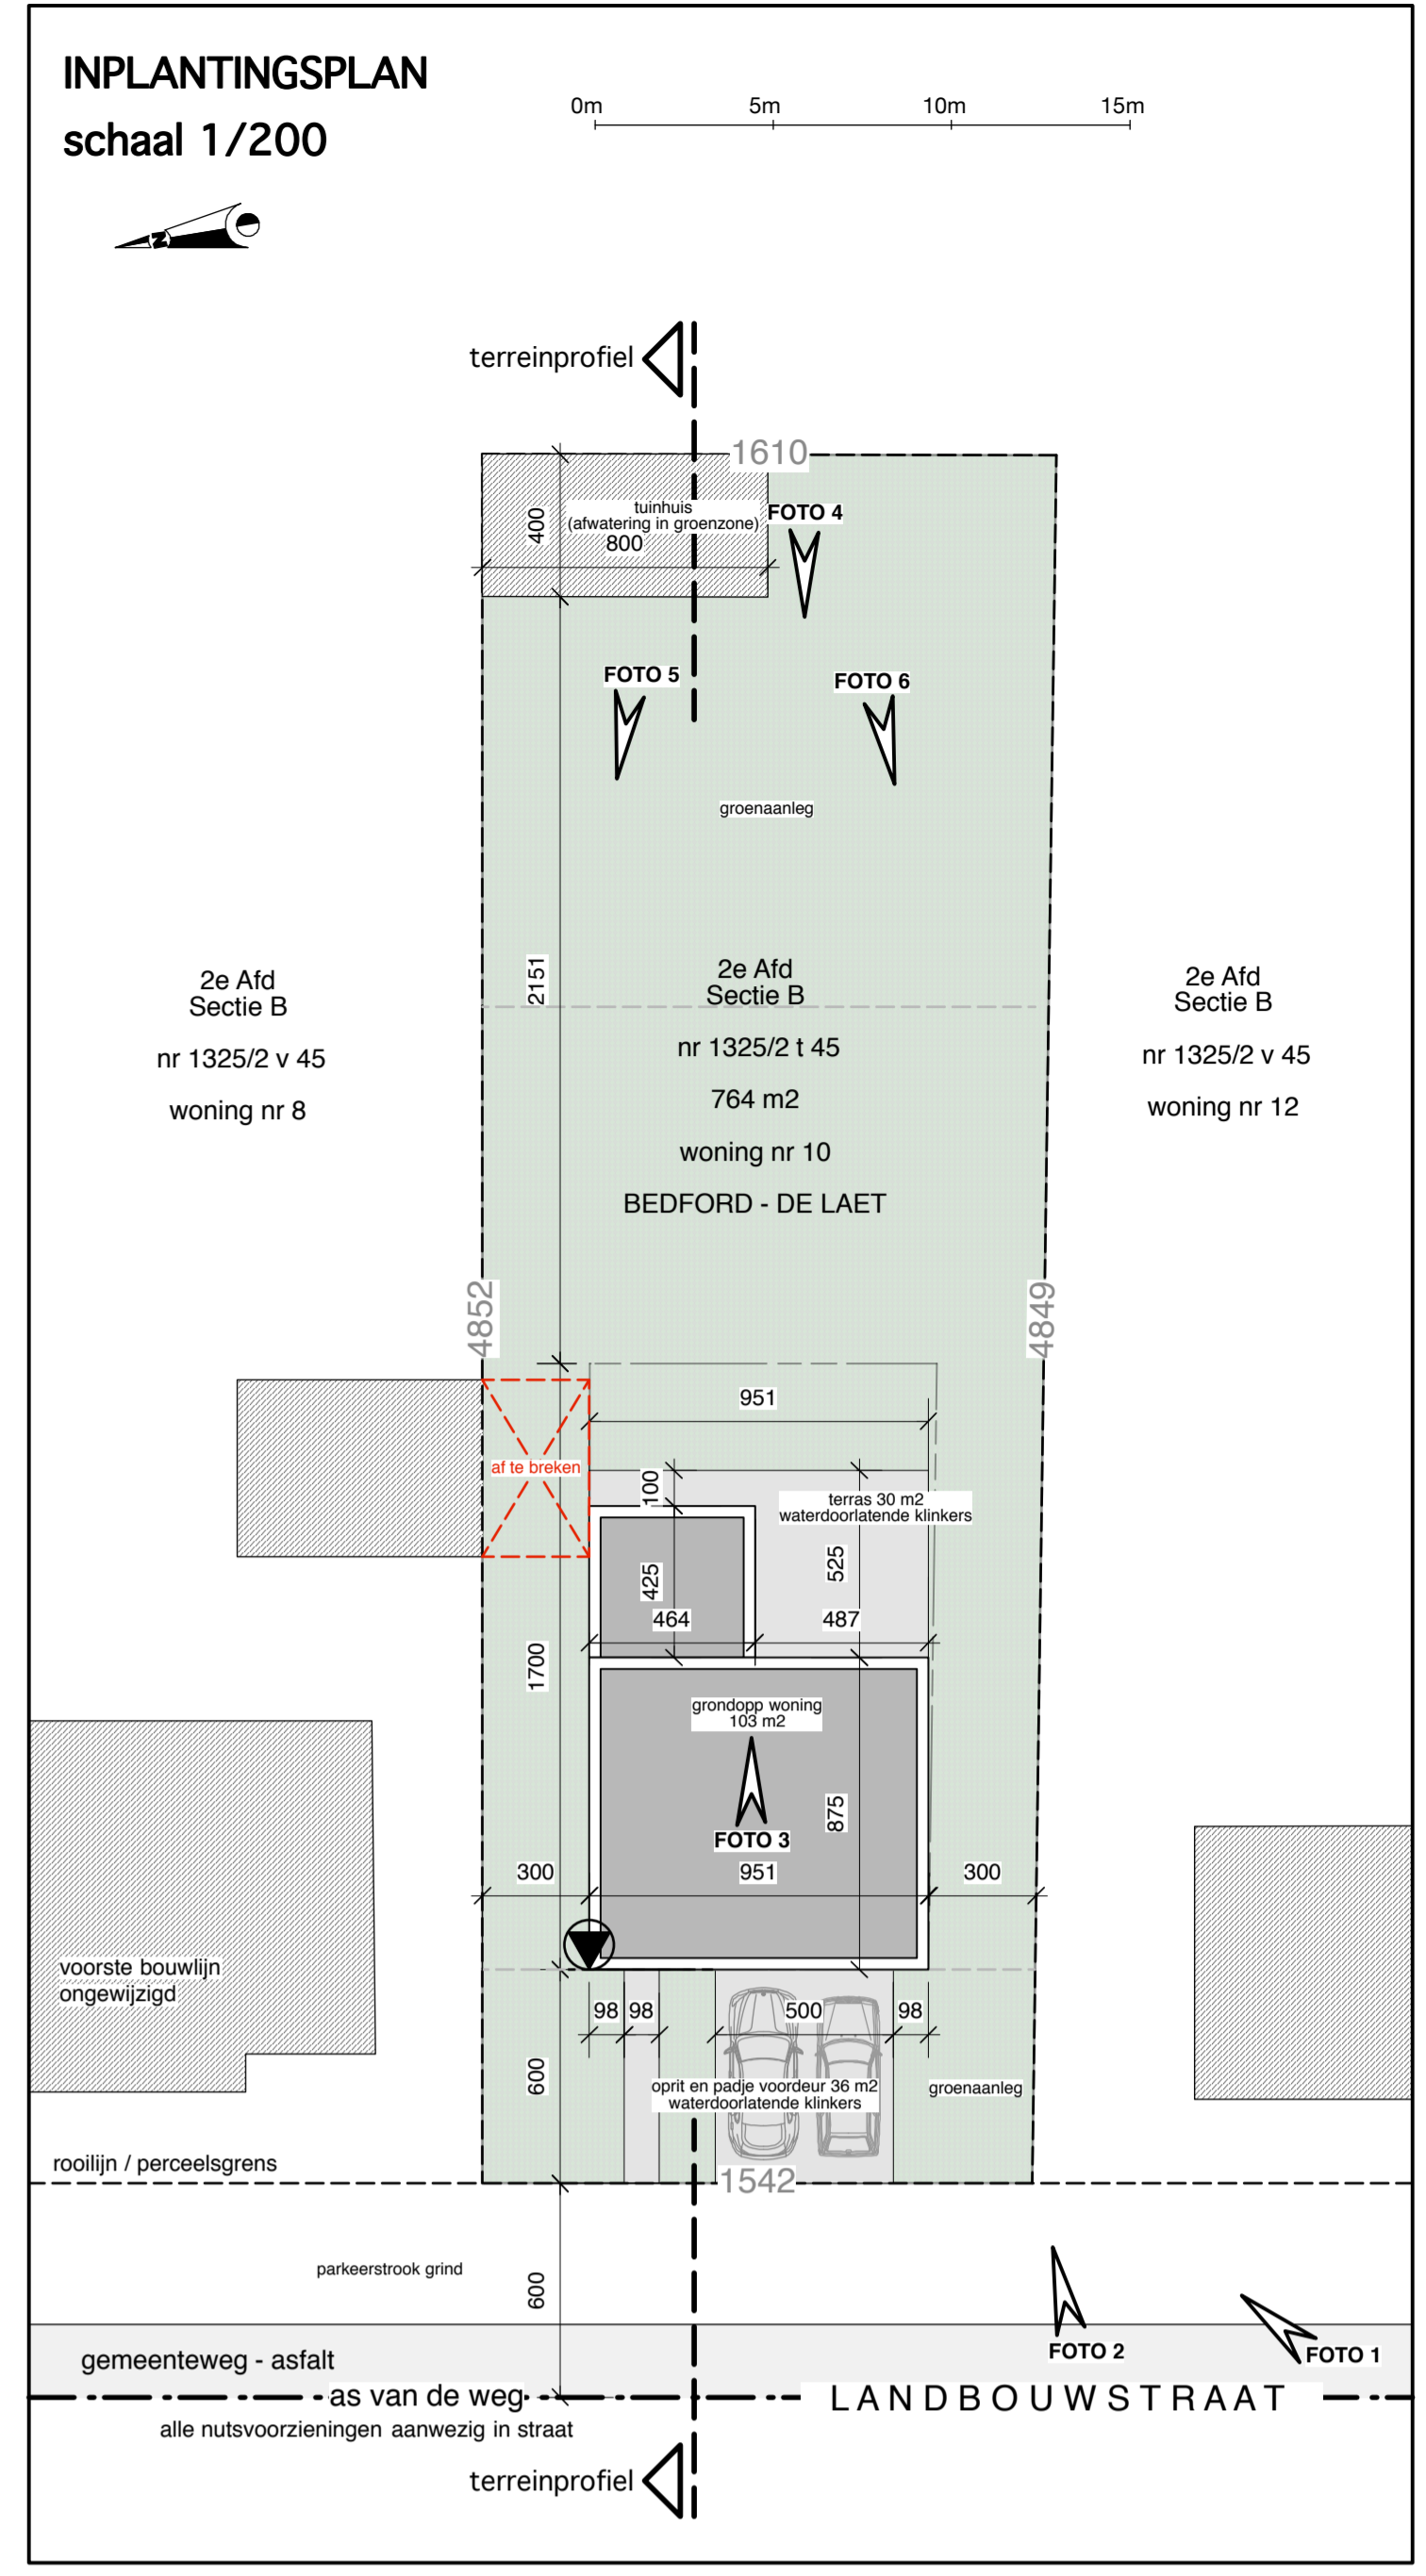 INPLANTINGSPLAN
schaal 1/200
0m 5m 10m 15m
N
terreinprofiel
1610
tuinhuis
(afwatering in groenzone)
800
400
FOTO 4
FOTO 5
FOTO 6
groenaanleg
2151
2e Afd
Sectie B
nr 1325/2 v 45
woning nr 8
2e Afd
Sectie B
nr 1325/2 t 45
764 m2
woning nr 10
BEDFORD - DE LAET
2e Afd
Sectie B
nr 1325/2 v 45
woning nr 12
4852
4849
951
af te breken
100
terras 30 m2
waterdoorlatende klinkers
425
525
464
487
1700
grondopp woning
103 m2
FOTO 3
875
300
951
300
voorste bouwlijn
ongewijzigd
98 98 500 98
600
oprit en padje voordeur 36 m2
waterdoorlatende klinkers
groenaanleg
rooilijn / perceelsgrens
1542
parkeerstrook grind
600
FOTO 2
FOTO 1
gemeenteweg - asfalt
as van de weg
LANDBOUWSTRAAT
alle nutsvoorzieningen aanwezig in straat
terreinprofiel